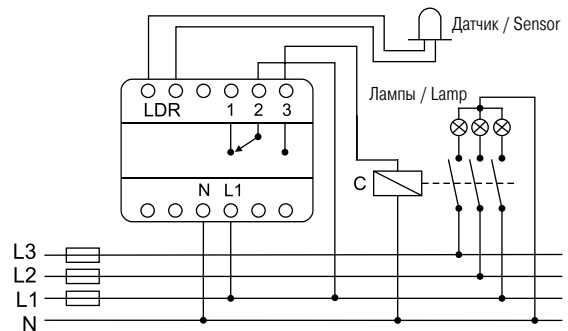 Датчик / Sensor
Лампы / Lamp
LDR 1 2 3
N L1
C
L3
L2
L1
N